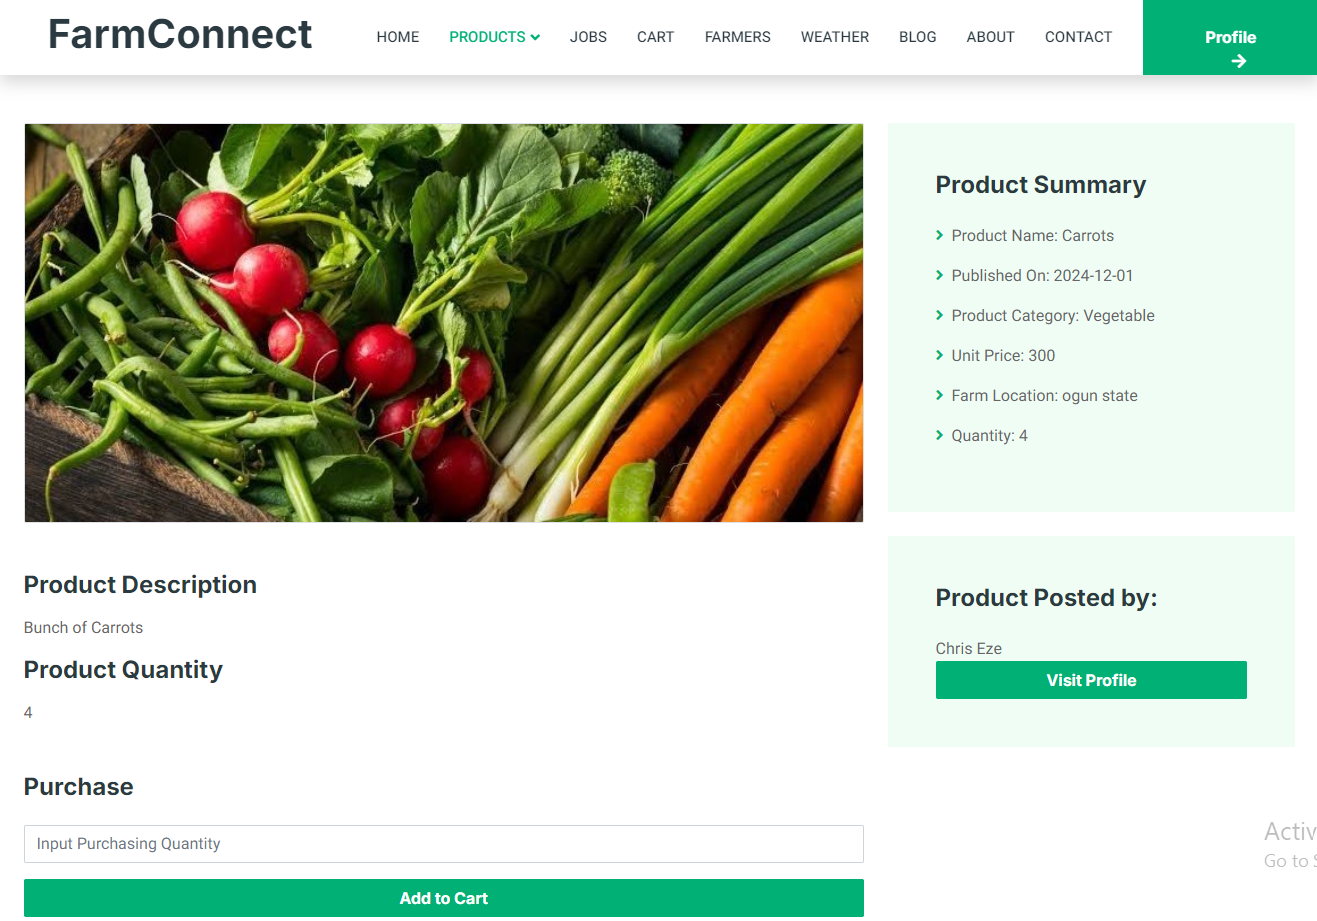 FarmConnect
HOME
PRODUCTS
JOBS
CART
FARMERS
WEATHER
BLOG
ABOUT
CONTACT
Profile
Product Summary
Product Name: Carrots
Published On: 2024-12-01
Product Category: Vegetable
Unit Price: 300
Farm Location: ogun state
Quantity: 4
Product Description
Bunch of Carrots
Product Quantity
4
Product Posted by:
Chris Eze
Visit Profile
Purchase
Input Purchasing Quantity
Add to Cart
Activ
Go to S